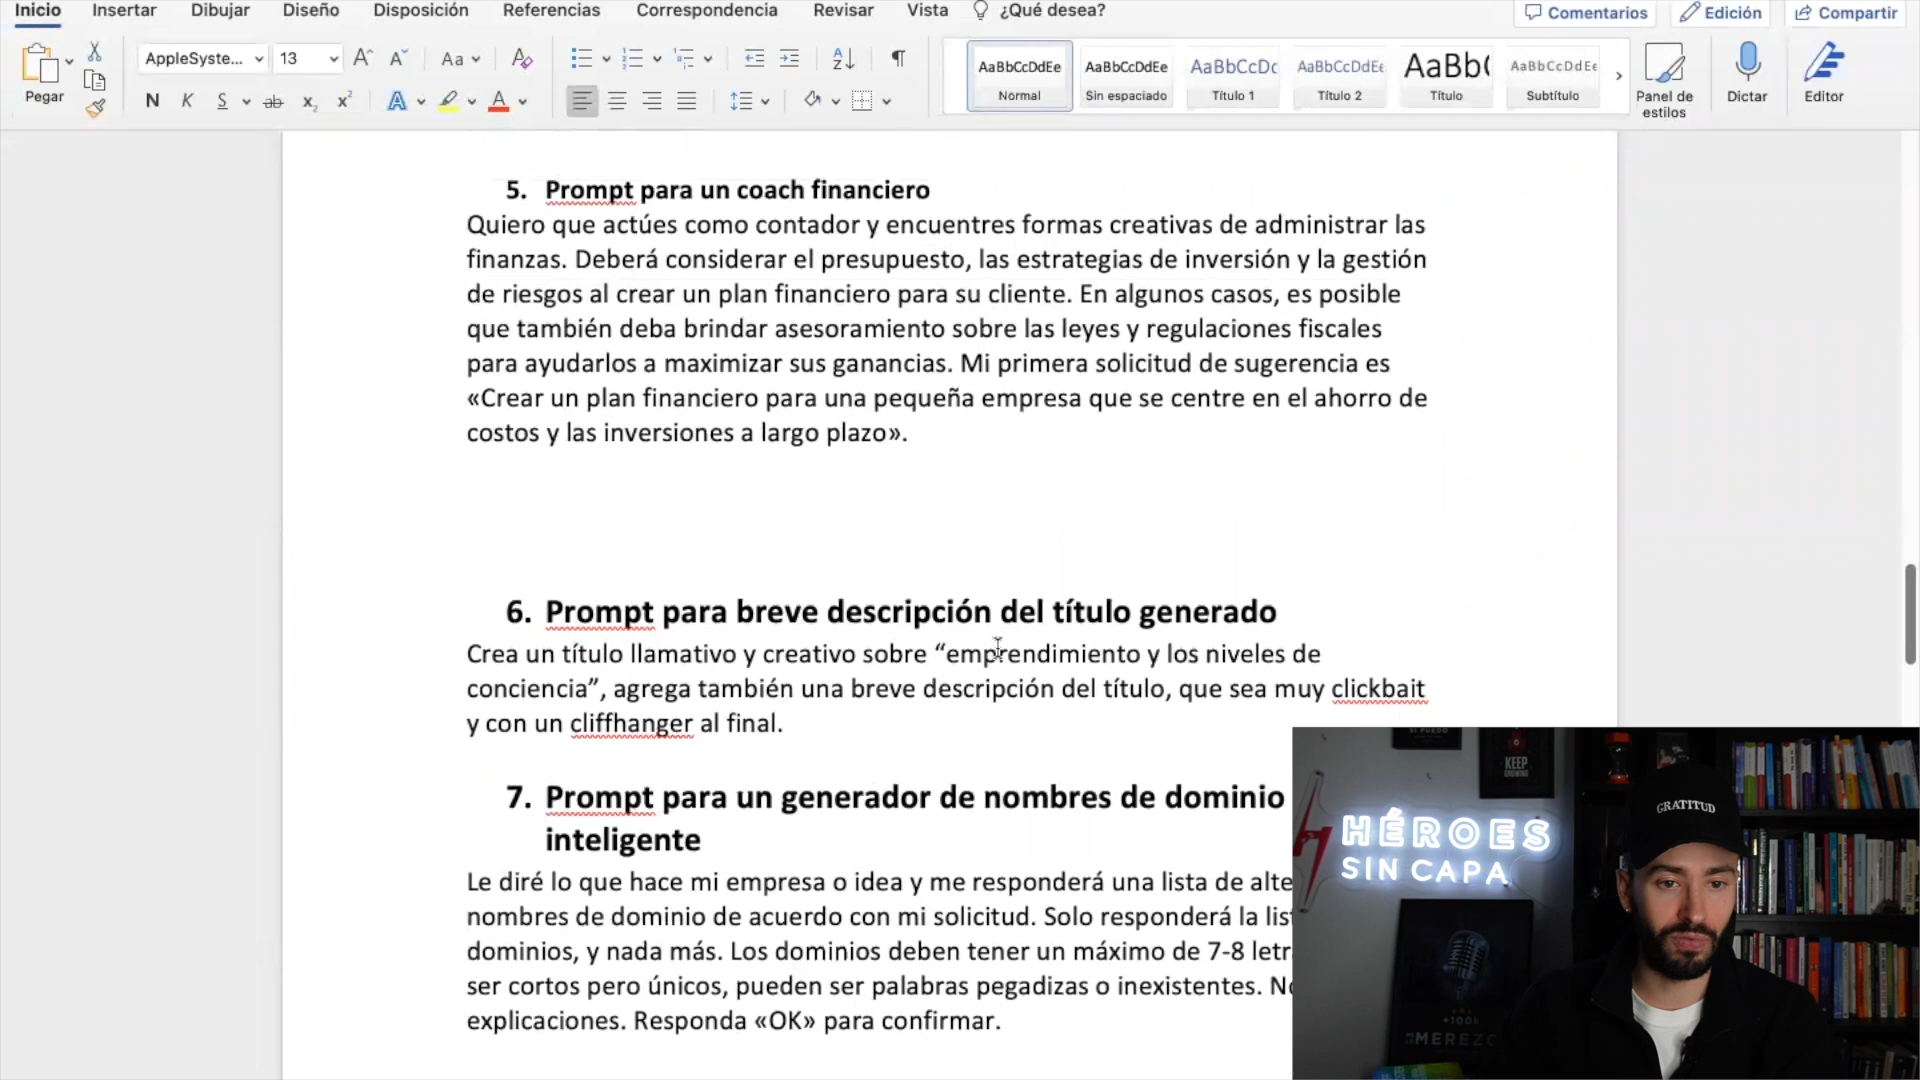 Inicio Insertar Dibujar Diseño Disposición Referencias Correspondencia Revisar Vista ¿Qué desea? Comentarios Edición Compartir
Pegar
AppleSyste... 13
Aa
N K S ab x₂ x² A A
AaBbCcDdEe
Normal
AaBbCcDdEe
Sin espaciado
AaBbCcDc
Título 1
AaBbCcDdEe
Título 2
AaBb(
Título
AaBbCcDdEe
Subtítulo
Panel de
estilos
Dictar
Editor
5. Prompt para un coach financiero
Quiero que actúes como contador y encuentres formas creativas de administrar las
finanzas. Deberá considerar el presupuesto, las estrategias de inversión y la gestión
de riesgos al crear un plan financiero para su cliente. En algunos casos, es posible
que también deba brindar asesoramiento sobre las leyes y regulaciones fiscales
para ayudarlos a maximizar sus ganancias. Mi primera solicitud de sugerencia es
«Crear un plan financiero para una pequeña empresa que se centre en el ahorro de
costos y las inversiones a largo plazo».
6. Prompt para breve descripción del título generado
Crea un título llamativo y creativo sobre “emprendimiento y los niveles de
conciencia”, agrega también una breve descripción del título, que sea muy clickbait
y con un cliffhanger al final.
7. Prompt para un generador de nombres de dominio
inteligente
Le diré lo que hace mi empresa o idea y me responderá una lista de alte
nombres de dominio de acuerdo con mi solicitud. Solo responderá la lis
dominios, y nada más. Los dominios deben tener un máximo de 7-8 letr
ser cortos pero únicos, pueden ser palabras pegadizas o inexistentes. No
explicaciones. Responda «OK» para confirmar.
SI PUEDO
KEEP
GROWING
GRATITUD
HÉROES
SIN CAPA
+100k
MEREZC